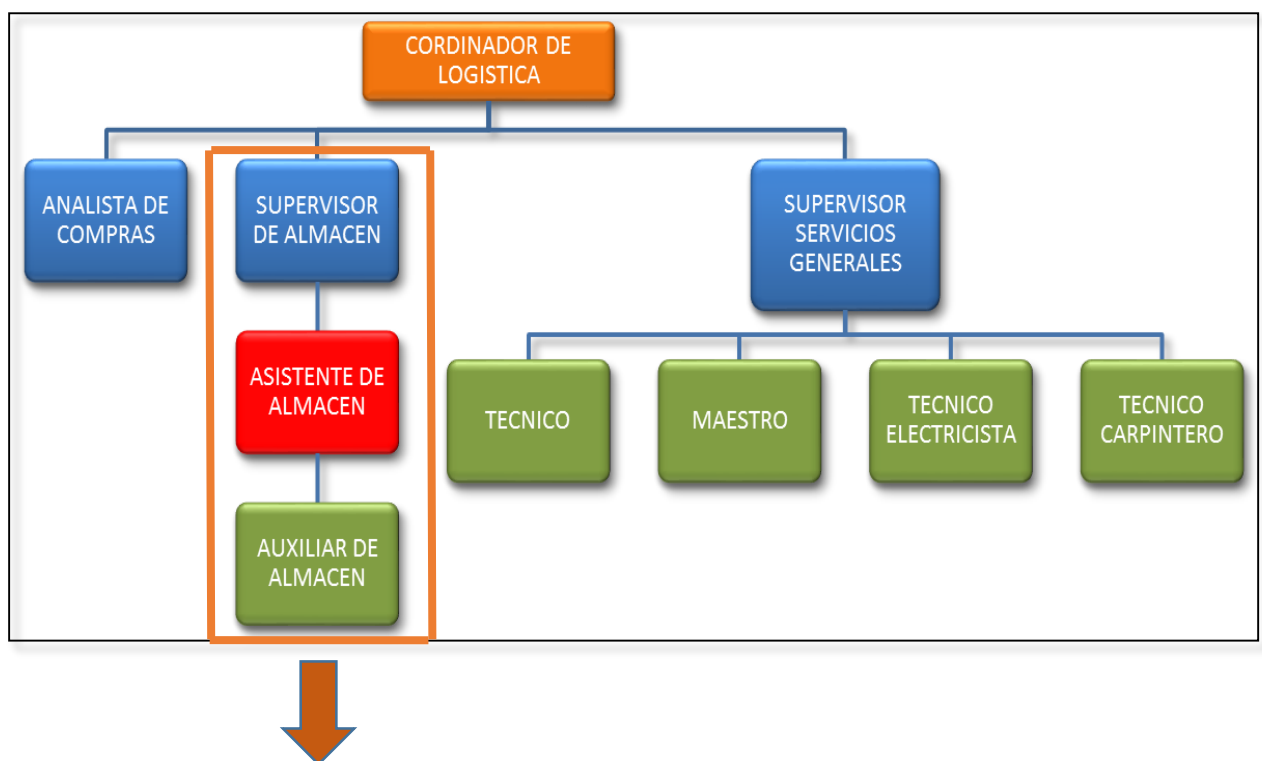 CORDINADOR DE
LOGISTICA
ANALISTA DE
COMPRAS
SUPERVISOR
DE ALMACEN
SUPERVISOR
SERVICIOS
GENERALES
ASISTENTE DE
ALMACEN
TECNICO
MAESTRO
TECNICO
ELECTRICISTA
TECNICO
CARPINTERO
AUXILIAR DE
ALMACEN